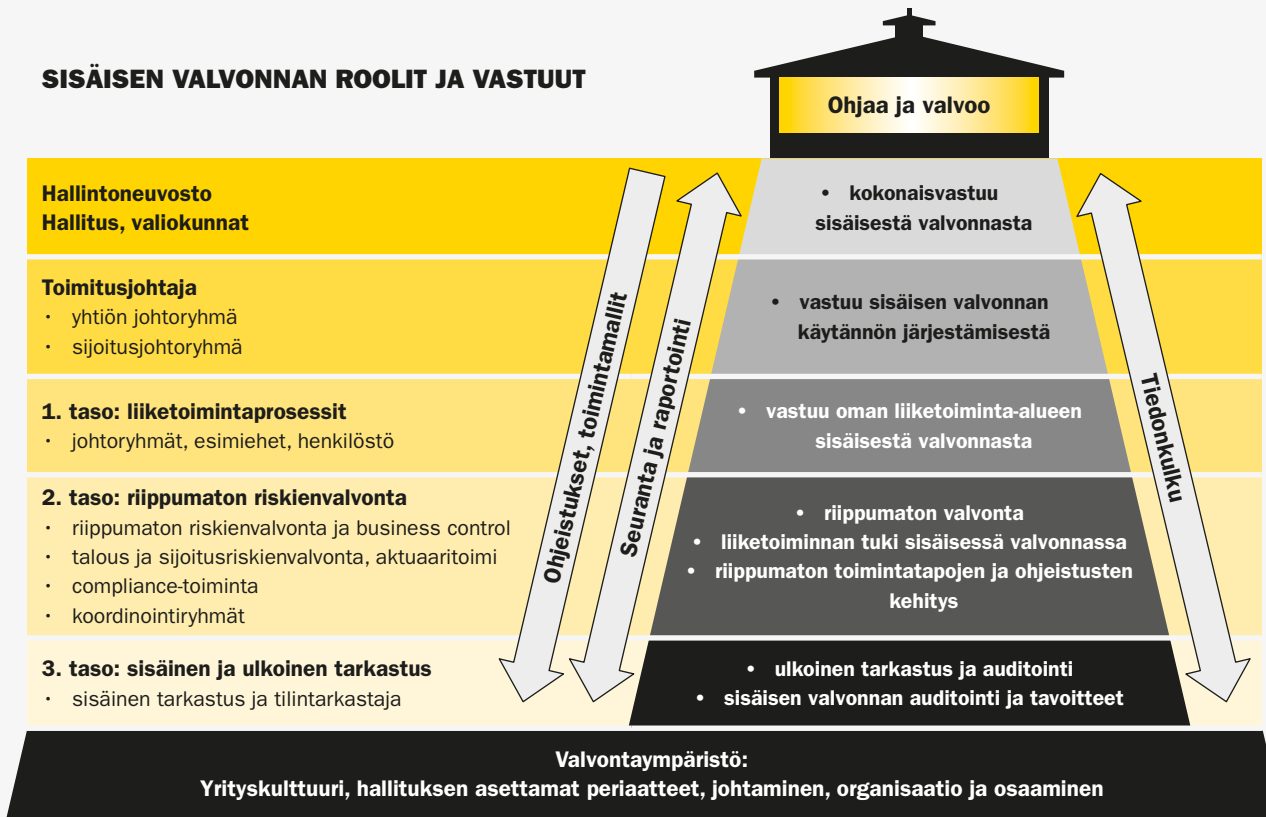 SISÄISEN VALVONNAN ROOLIT JA VASTUUT
Ohjaa ja valvoo
Hallintoneuvosto
Hallitus, valiokunnat
• kokonaisvastuu
sisäisestä valvonnasta
Toimitusjohtaja
· yhtiön johtoryhmä
· sijoitusjohtoryhmä
• vastuu sisäisen valvonnan
käytännön järjestämisestä
1. taso: liiketoimintaprosessit
· johtoryhmät, esimiehet, henkilöstö
• vastuu oman liiketoiminta-alueen
sisäisestä valvonnasta
2. taso: riippumaton riskienvalvonta
· riippumaton riskienvalvonta ja business control
· talous ja sijoitusriskienvalvonta, aktuaaritoimi
· compliance-toiminta
· koordinointiryhmät
• riippumaton valvonta
• liiketoiminnan tuki sisäisessä valvonnassa
• riippumaton toimintatapojen ja ohjeistusten
kehitys
3. taso: sisäinen ja ulkoinen tarkastus
· sisäinen tarkastus ja tilintarkastaja
• ulkoinen tarkastus ja auditointi
• sisäisen valvonnan auditointi ja tavoitteet
Ohjeistukset, toimintamallit
Seuranta ja raportointi
Tiedonkulku
Valvontaympäristö:
Yrityskulttuuri, hallituksen asettamat periaatteet, johtaminen, organisaatio ja osaaminen